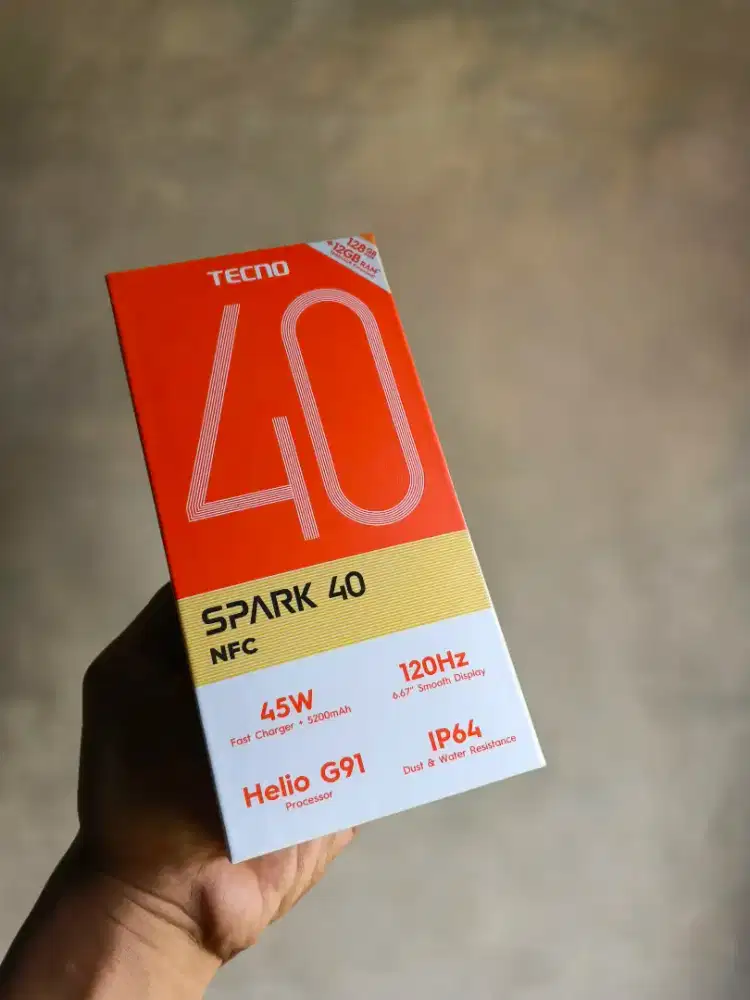 TECNO
128GB
+12GB RAM*
40
SPARK 40
NFC
45W
Fast Charger + 5200mAh
120Hz
6.67" Smooth Display
Helio G91
Processor
IP64
Dust & Water Resistance